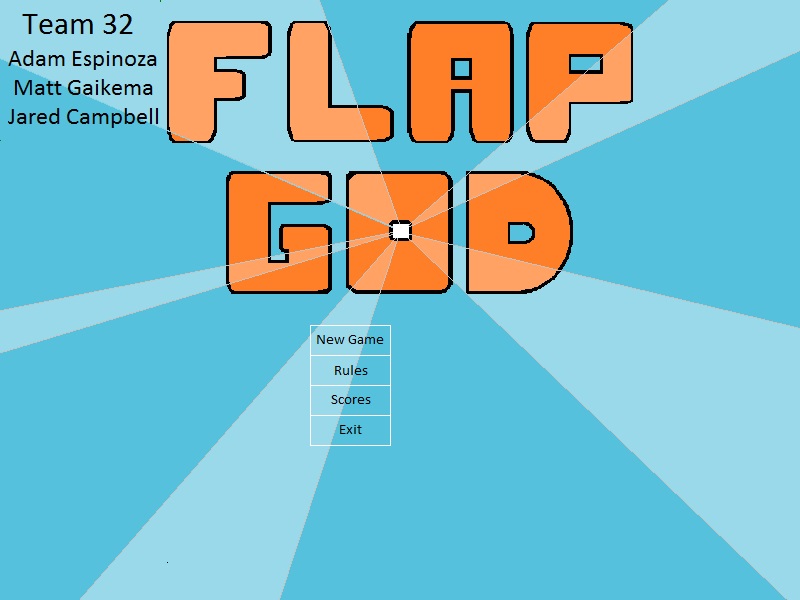 Team 32
Adam Espinoza
Matt Gaikema
Jared Campbell
FLAP
GOD
New Game
Rules
Scores
Exit